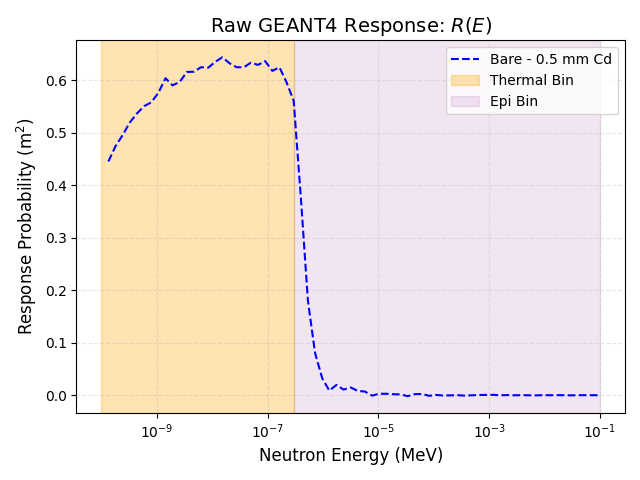 Raw GEANT4 Response: R(E)
Bare - 0.5 mm Cd
Thermal Bin
Epi Bin
Response Probability (m²)
0.6
0.5
0.4
0.3
0.2
0.1
0.0
10⁻⁹ 10⁻⁷ 10⁻⁵ 10⁻³ 10⁻¹
Neutron Energy (MeV)